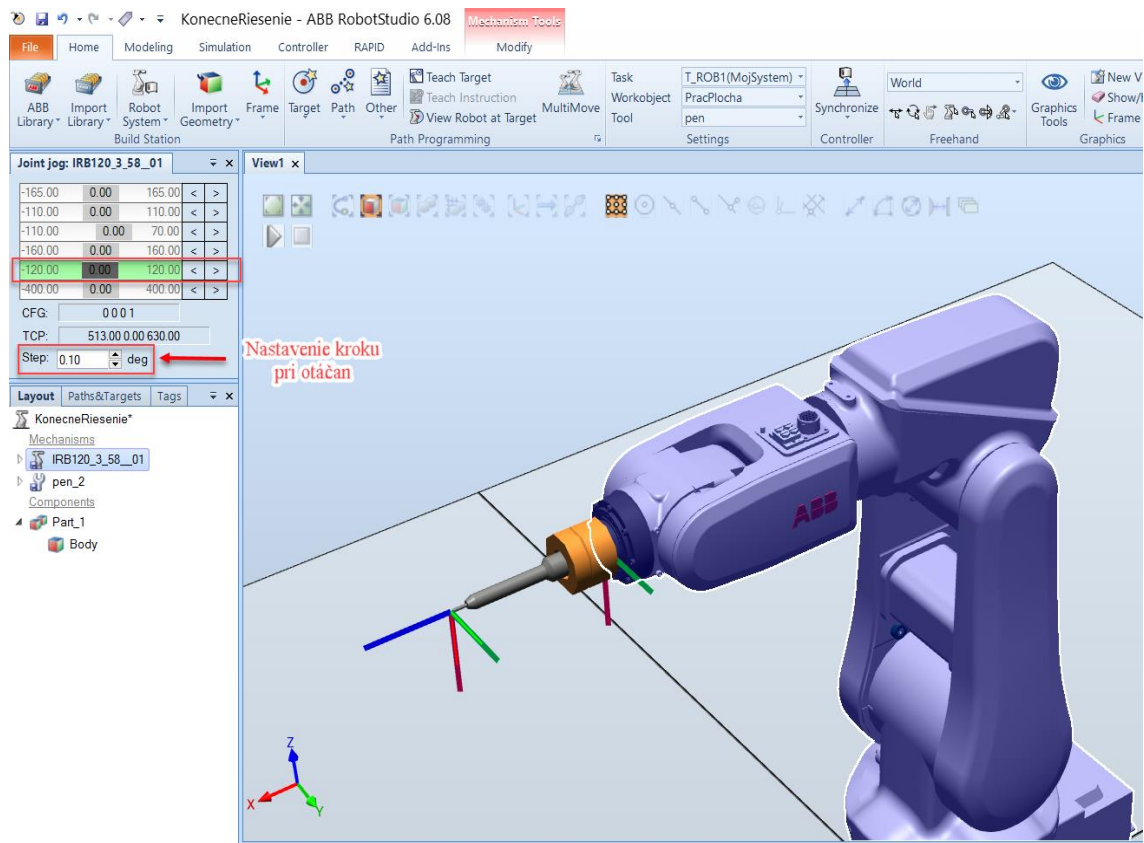 KonecneRiesenie - ABB RobotStudio 6.08
Mechanism Tools
File Home Modeling Simulation Controller RAPID Add-Ins Modify
ABB Library
Import Library
Robot System
Import Geometry
Frame
Target
Path
Other
Teach Target
Teach Instruction
View Robot at Target
MultiMove
Task T_ROB1(MojSystem)
Workobject PracPlocha
Tool pen
Synchronize
World
Graphics Tools
New V
Show/H
Frame
Build Station
Path Programming
Settings
Controller
Freehand
Graphics
Joint jog: IRB120_3_58__01
View1
-165.00 0.00 165.00 < >
-110.00 0.00 110.00 < >
-110.00 0.00 70.00 < >
-160.00 0.00 160.00 < >
-120.00 0.00 120.00 < >
-400.00 0.00 400.00 < >
CFG: 0 0 0 1
TCP: 513.00 0.00 630.00
Step: 0.10 deg
Nastavenie kroku
pri otáčan
Layout Paths&Targets Tags
KonecneRiesenie*
Mechanisms
IRB120_3_58__01
pen_2
Components
Part_1
Body
ABB
Z
X
Y